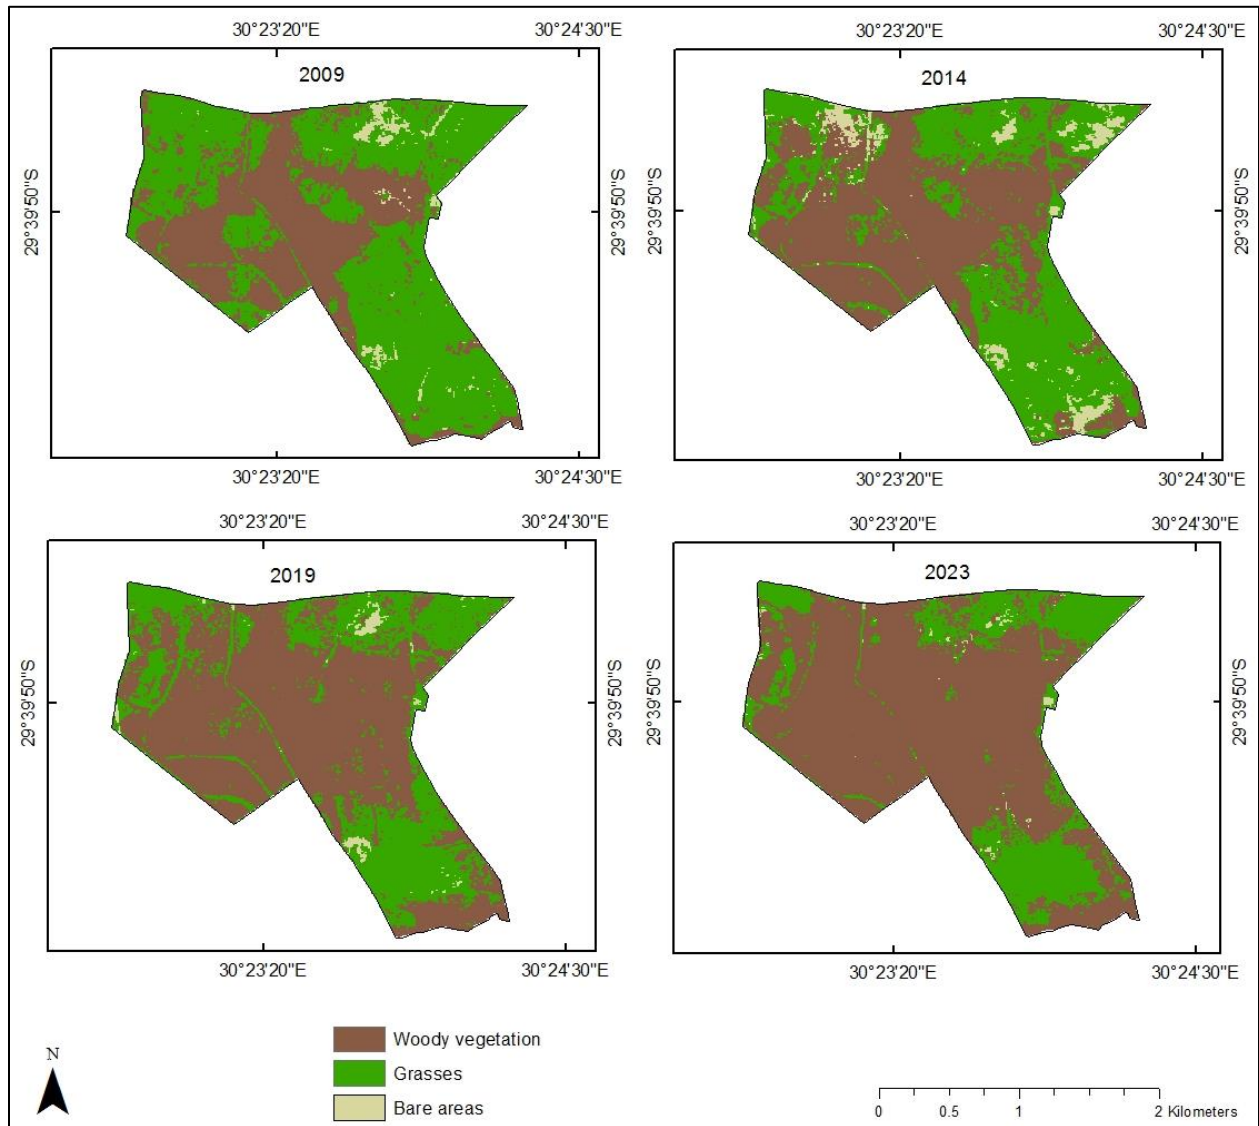 30°23'20"E 30°24'30"E 30°23'20"E 30°24'30"E
2009 2014
29°39'50"S 29°39'50"S 29°39'50"S 29°39'50"S
30°23'20"E 30°24'30"E 30°23'20"E 30°24'30"E
30°23'20"E 30°24'30"E 30°23'20"E 30°24'30"E
2019 2023
29°39'50"S 29°39'50"S 29°39'50"S 29°39'50"S
30°23'20"E 30°24'30"E 30°23'20"E 30°24'30"E
N
Woody vegetation
Grasses
Bare areas
0 0.5 1 2 Kilometers